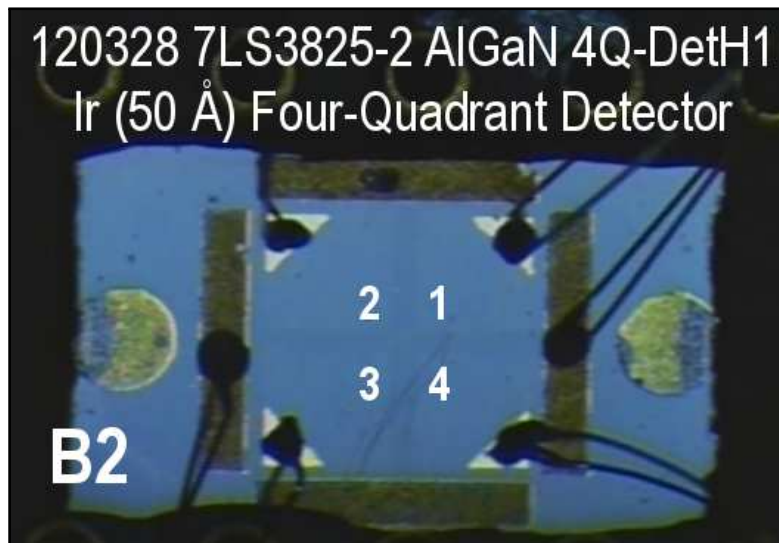 120328 7LS3825-2 AlGaN 4Q-DetH1
Ir (50 Å) Four-Quadrant Detector
2 1
3 4
B2